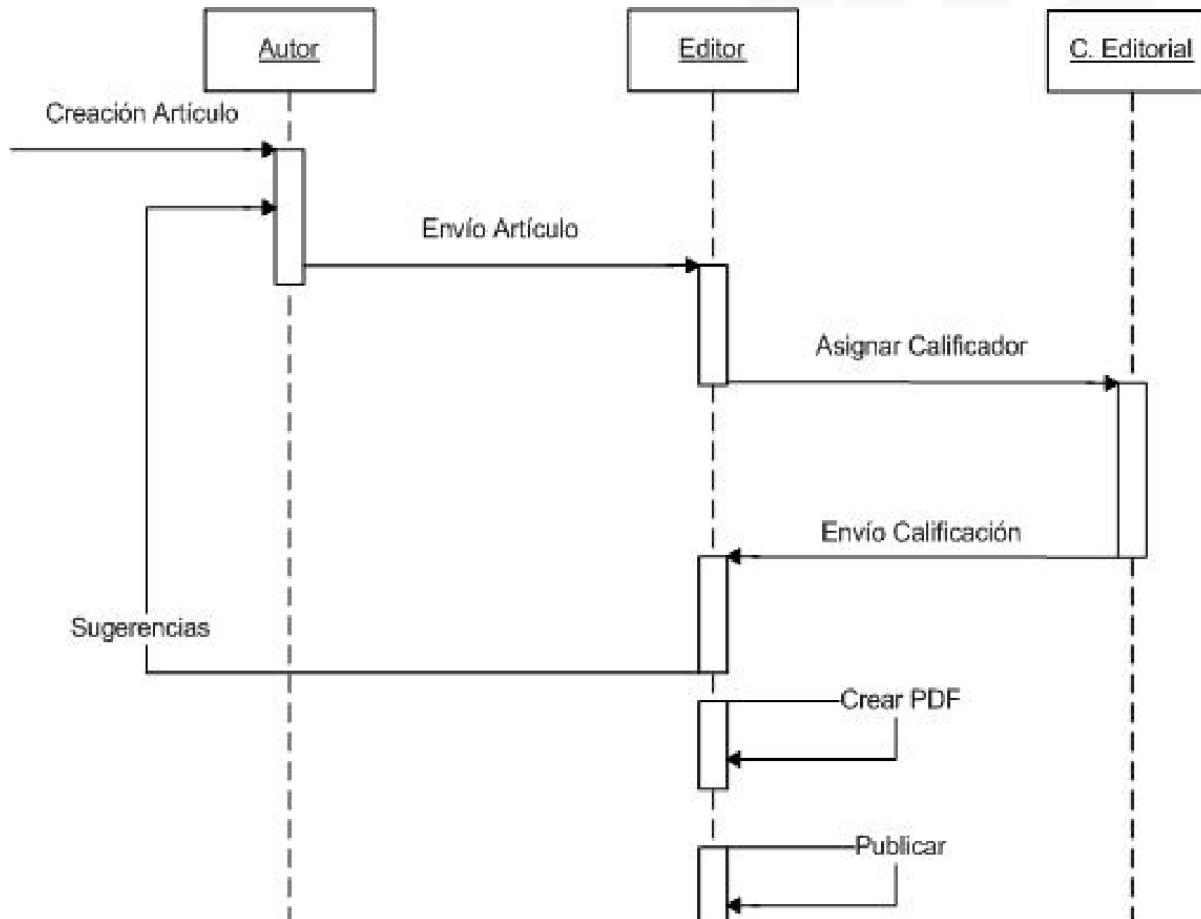 Autor
Editor
C. Editorial
Creación Artículo
Envío Artículo
Asignar Calificador
Envío Calificación
Sugerencias
Crear PDF
Publicar